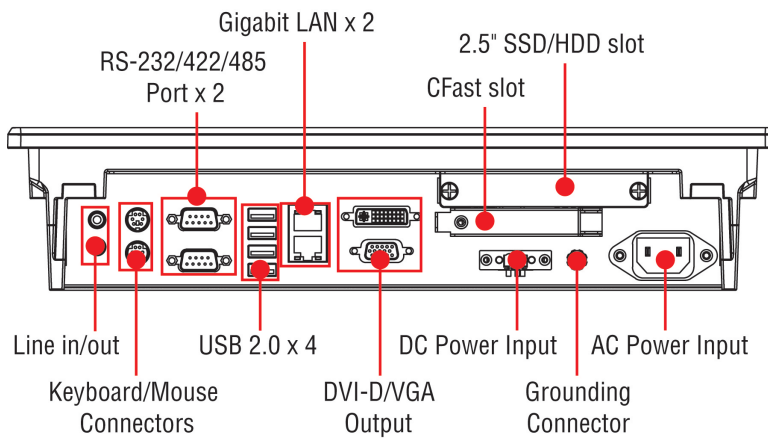 Gigabit LAN x 2
2.5" SSD/HDD slot
RS-232/422/485
Port x 2
CFast slot
Line in/out
USB 2.0 x 4
DC Power Input
AC Power Input
Keyboard/Mouse
Connectors
DVI-D/VGA
Output
Grounding
Connector